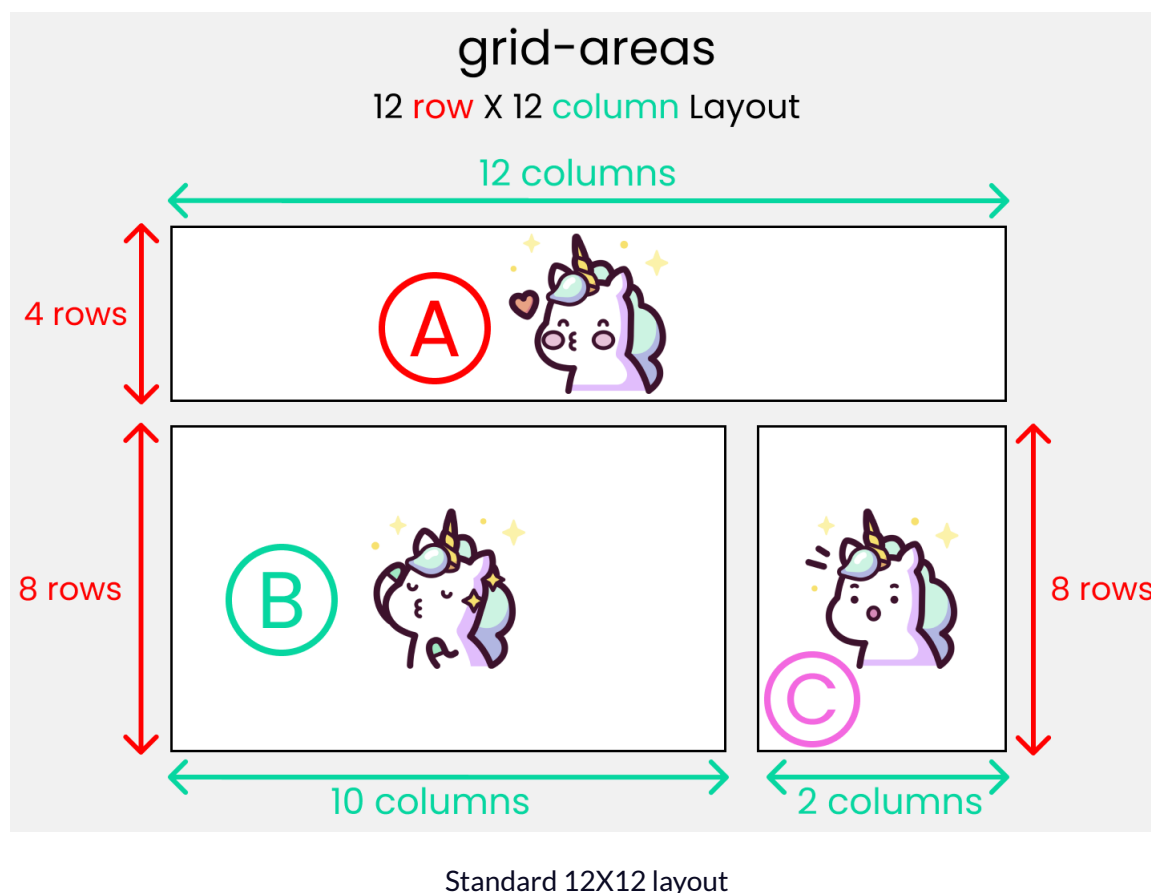 grid-areas
12 row X 12 column Layout
12 columns
4 rows
A
8 rows
B
C
8 rows
10 columns
2 columns
Standard 12X12 layout